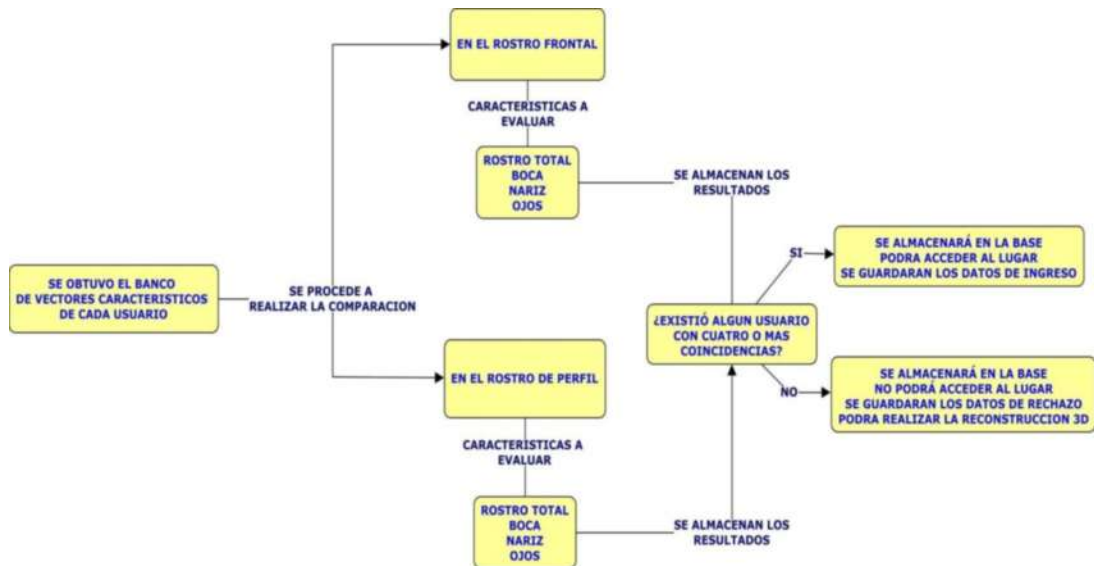 SE OBTUVO EL BANCO
DE VECTORES CARACTERISTICOS
DE CADA USUARIO
SE PROCEDE A
REALIZAR LA COMPARACION
EN EL ROSTRO FRONTAL
CARACTERISTICAS A
EVALUAR
ROSTRO TOTAL
BOCA
NARIZ
OJOS
SE ALMACENAN LOS
RESULTADOS
EN EL ROSTRO DE PERFIL
CARACTERISTICAS A
EVALUAR
ROSTRO TOTAL
BOCA
NARIZ
OJOS
SE ALMACENAN LOS
RESULTADOS
¿EXISTIÓ ALGUN USUARIO
CON CUATRO O MAS
COINCIDENCIAS?
SI
SE ALMACENARÁ EN LA BASE
PODRA ACCEDER AL LUGAR
SE GUARDARAN LOS DATOS DE INGRESO
NO
SE ALMACENARÁ EN LA BASE
NO PODRÁ ACCEDER AL LUGAR
SE GUARDARAN LOS DATOS DE RECHAZO
PODRA REALIZAR LA RECONSTRUCCION 3D